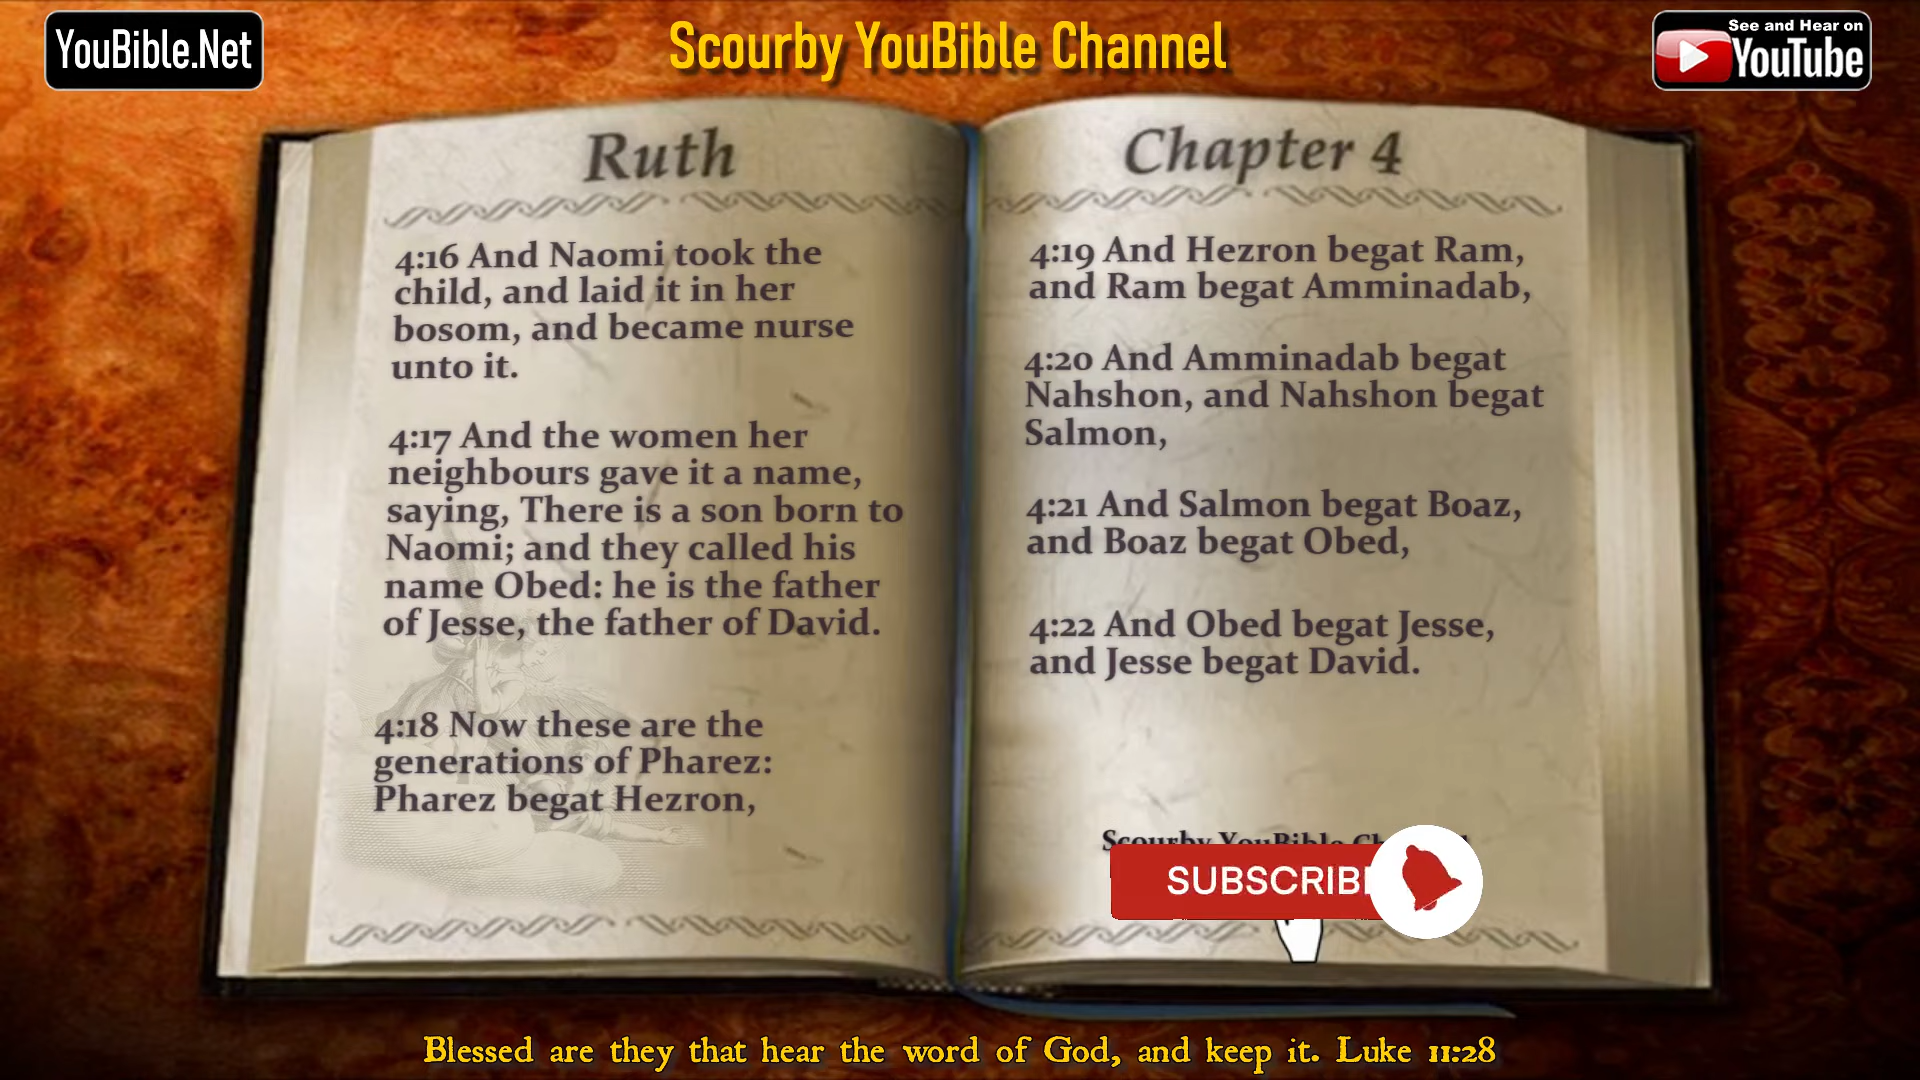 YouBible.Net
Scourby YouBible Channel
See and Hear on
YouTube
Ruth
4:16 And Naomi took the
child, and laid it in her
bosom, and became nurse
unto it.
4:17 And the women her
neighbours gave it a name,
saying, There is a son born to
Naomi; and they called his
name Obed: he is the father
of Jesse, the father of David.
4:18 Now these are the
generations of Pharez:
Pharez begat Hezron,
Chapter 4
4:19 And Hezron begat Ram,
and Ram begat Amminadab,
4:20 And Amminadab begat
Nahshon, and Nahshon begat
Salmon,
4:21 And Salmon begat Boaz,
and Boaz begat Obed,
4:22 And Obed begat Jesse,
and Jesse begat David.
Scourby YouBible
SUBSCRIBE
Blessed are they that hear the word of God, and keep it. Luke 11:28